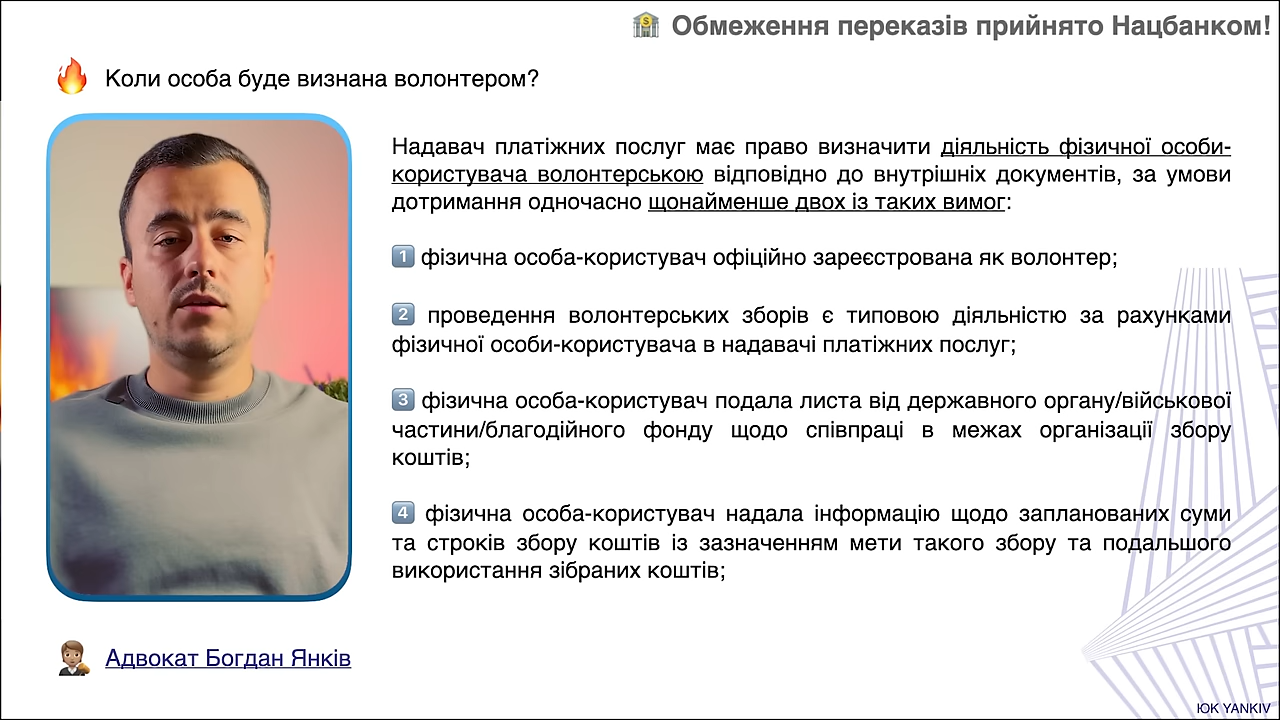 Обмеження переказів прийнято Нацбанком!
Коли особа буде визнана волонтером?
Надавач платіжних послуг має право визначити діяльність фізичної особи-
користувача волонтерською відповідно до внутрішніх документів, за умови
дотримання одночасно щонайменше двох із таких вимог:
1 фізична особа-користувач офіційно зареєстрована як волонтер;
2 проведення волонтерських зборів є типовою діяльністю за рахунками
фізичної особи-користувача в надавачі платіжних послуг;
3 фізична особа-користувач подала листа від державного органу/військової
частини/благодійного фонду щодо співпраці в межах організації збору
коштів;
4 фізична особа-користувач надала інформацію щодо запланованих суми
та строків збору коштів із зазначенням мети такого збору та подальшого
використання зібраних коштів;
Адвокат Богдан Янків
ЮК YANKIV